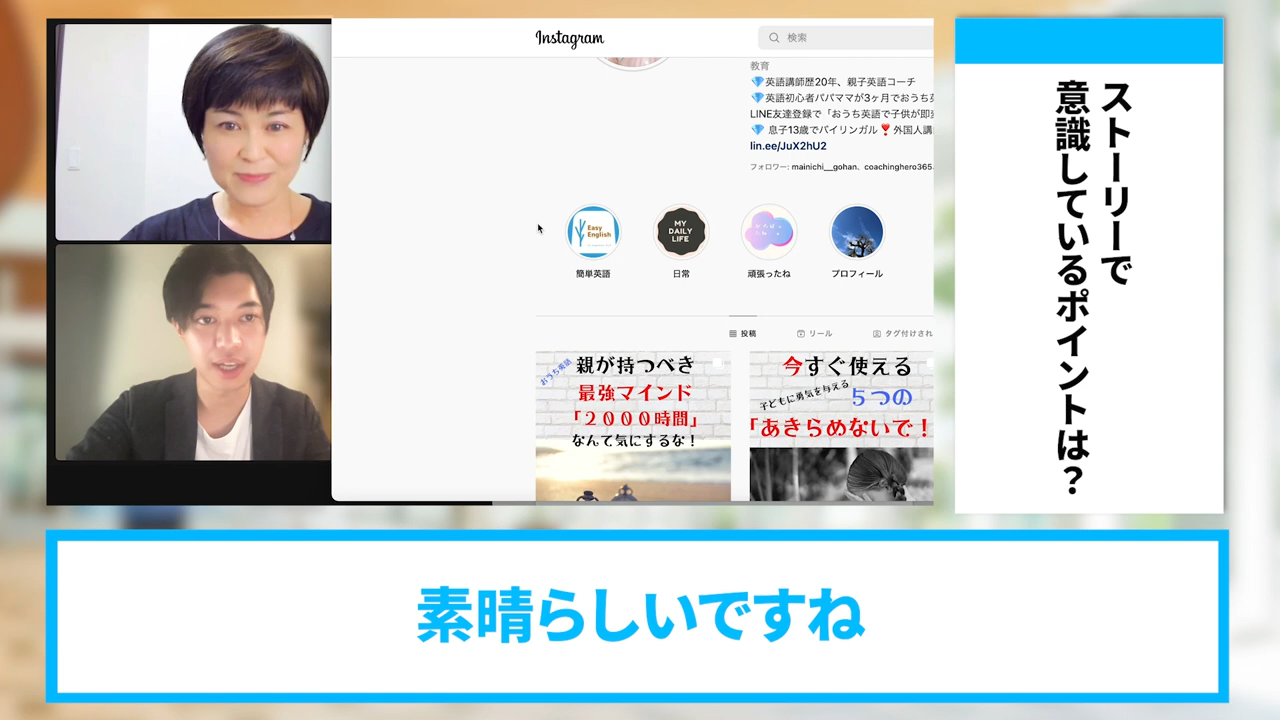 Instagram
検索
教育
💎英語講師歴20年、親子英語コーチ
💎英語初心者パパママが3ヶ月でおうち英
LINE友達登録で「おうち英語で子供が即
💎 息子13歳でバイリンガル❣️外国人講
lin.ee/JuX2hU2
フォロワー: mainichi__gohan、coachinghero365.
Easy
English
MY
DAILY
LIFE
簡単英語
日常
頑張ったね
プロフィール
投稿
リール
タグ付けされ
おうち英語
親が持つべき
最強マインド
「２０００時間」
なんて気にするな！
今すぐ使える
子どもに勇気を与える
５つの
「あきらめないで！
ストーリーで
意識しているポイントは？
素晴らしいですね